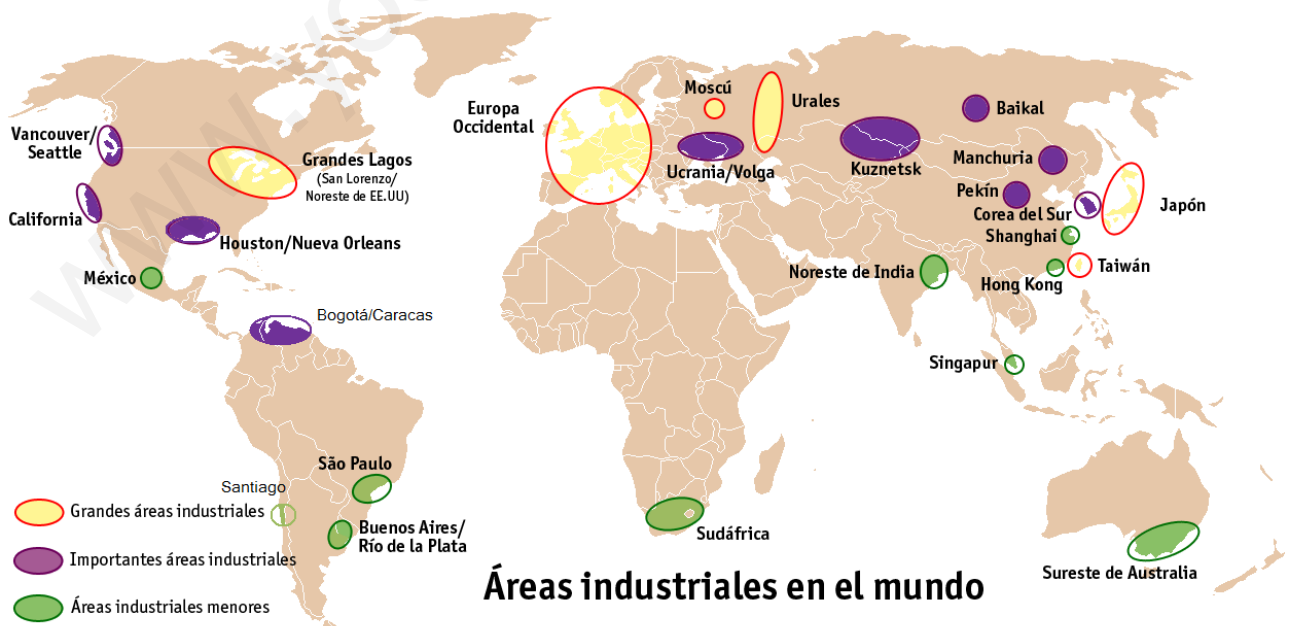 Moscú
Europa
Occidental
Urales
Baikal
Vancouver/
Seattle
Grandes Lagos
(San Lorenzo/
Noreste de EE.UU)
Ucrania/Volga
Kuznetsk
Manchuria
Pekín
Corea del Sur
Japón
California
Houston/Nueva Orleans
Shanghai
México
Noreste de India
Taiwán
Hong Kong
Bogotá/Caracas
Singapur
São Paulo
Santiago
Grandes áreas industriales
Buenos Aires/
Río de la Plata
Sudáfrica
Importantes áreas industriales
Sureste de Australia
Áreas industriales en el mundo
Áreas industriales menores